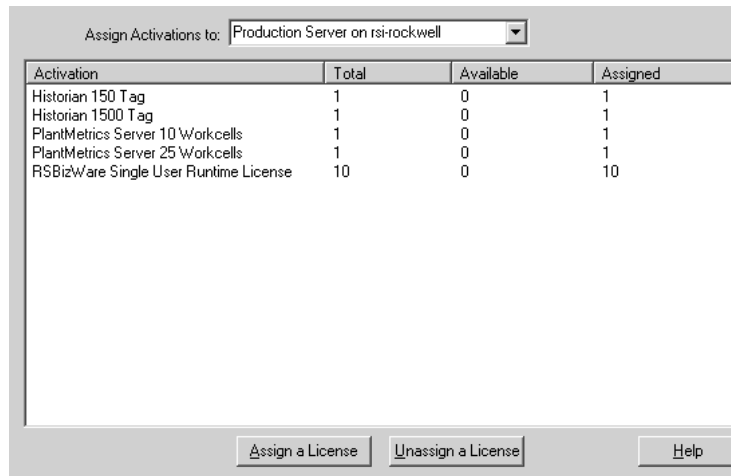 Assign Activations to: Production Server on rsi-rockwell
Activation Total Available Assigned
Historian 150 Tag 1 0 1
Historian 1500 Tag 1 0 1
PlantMetrics Server 10 Workcells 1 0 1
PlantMetrics Server 25 Workcells 1 0 1
RSBizWare Single User Runtime License 10 0 10
Assign a License Unassign a License Help